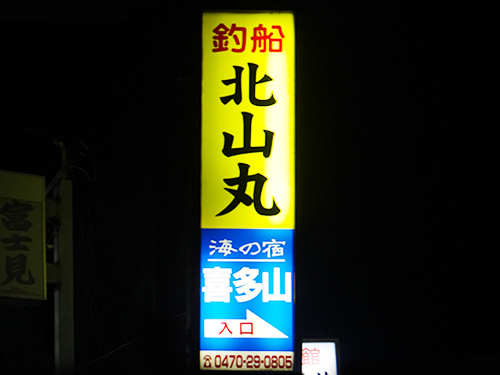 釣船
北山丸
海の宿
喜多山
入口
☎0470-29-0805
富士見
館